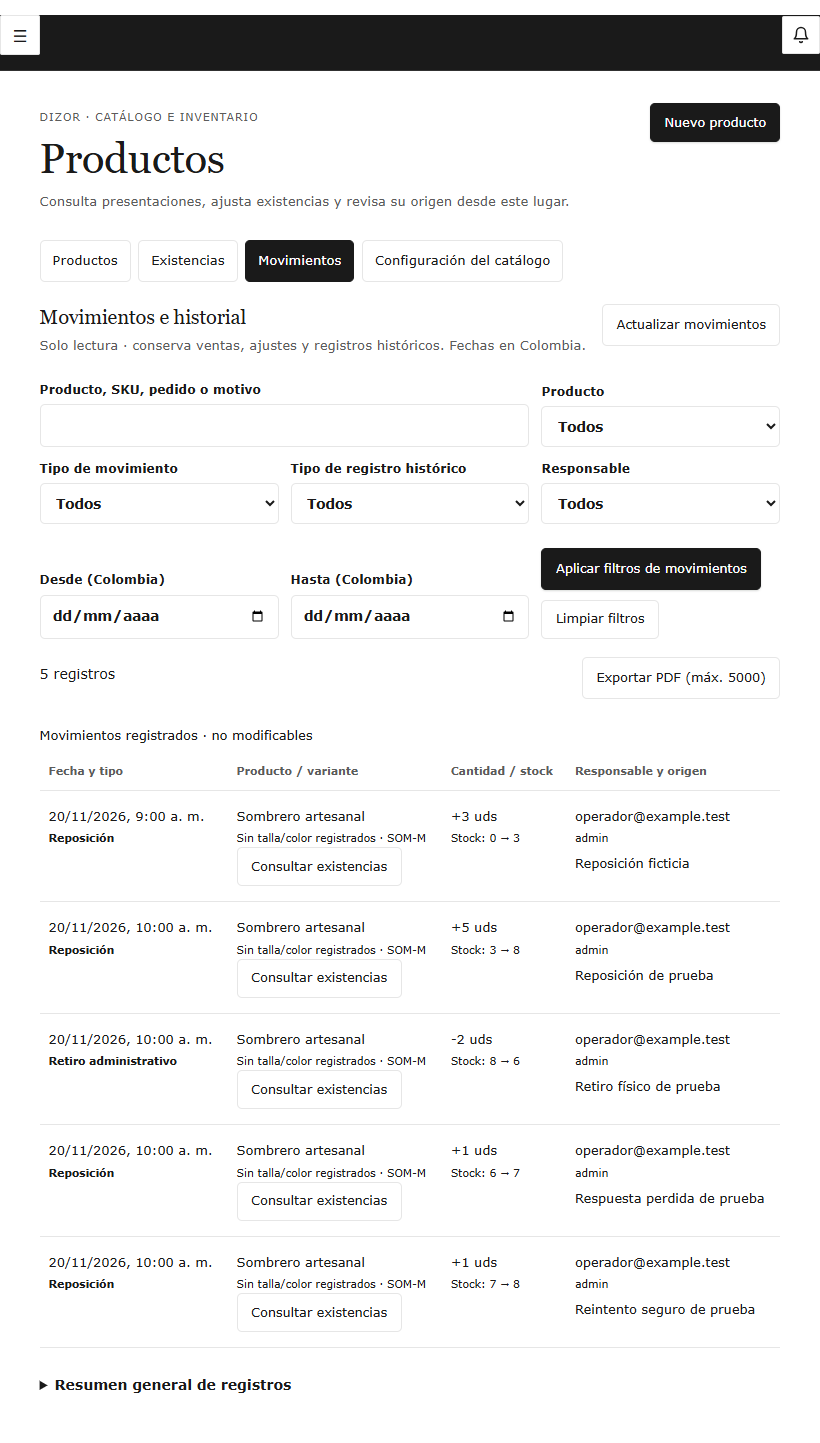 ☰
DIZOR · CATÁLOGO E INVENTARIO
Nuevo producto
Productos
Consulta presentaciones, ajusta existencias y revisa su origen desde este lugar.
Productos Existencias Movimientos Configuración del catálogo
Movimientos e historial
Actualizar movimientos
Solo lectura · conserva ventas, ajustes y registros históricos. Fechas en Colombia.
Producto, SKU, pedido o motivo Producto
Todos
Tipo de movimiento Tipo de registro histórico Responsable
Todos Todos Todos
Aplicar filtros de movimientos
Desde (Colombia) Hasta (Colombia)
dd/mm/aaaa dd/mm/aaaa Limpiar filtros
5 registros Exportar PDF (máx. 5000)
Movimientos registrados · no modificables
Fecha y tipo Producto / variante Cantidad / stock Responsable y origen
20/11/2026, 9:00 a. m. Sombrero artesanal +3 uds operador@example.test
Reposición Sin talla/color registrados · SOM-M Stock: 0 → 3 admin
Consultar existencias Reposición ficticia
20/11/2026, 10:00 a. m. Sombrero artesanal +5 uds operador@example.test
Reposición Sin talla/color registrados · SOM-M Stock: 3 → 8 admin
Consultar existencias Reposición de prueba
20/11/2026, 10:00 a. m. Sombrero artesanal -2 uds operador@example.test
Retiro administrativo Sin talla/color registrados · SOM-M Stock: 8 → 6 admin
Consultar existencias Retiro físico de prueba
20/11/2026, 10:00 a. m. Sombrero artesanal +1 uds operador@example.test
Reposición Sin talla/color registrados · SOM-M Stock: 6 → 7 admin
Consultar existencias Respuesta perdida de prueba
20/11/2026, 10:00 a. m. Sombrero artesanal +1 uds operador@example.test
Reposición Sin talla/color registrados · SOM-M Stock: 7 → 8 admin
Consultar existencias Reintento seguro de prueba
▶ Resumen general de registros